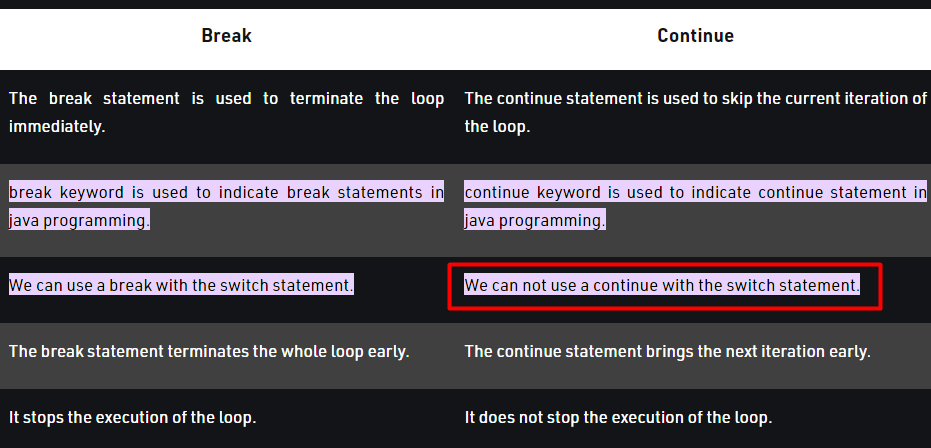 Break
Continue
The break statement is used to terminate the loop
immediately.
The continue statement is used to skip the current iteration of
the loop.
break keyword is used to indicate break statements in
java programming.
continue keyword is used to indicate continue statement in
java programming.
We can use a break with the switch statement.
We can not use a continue with the switch statement.
The break statement terminates the whole loop early.
The continue statement brings the next iteration early.
It stops the execution of the loop.
It does not stop the execution of the loop.